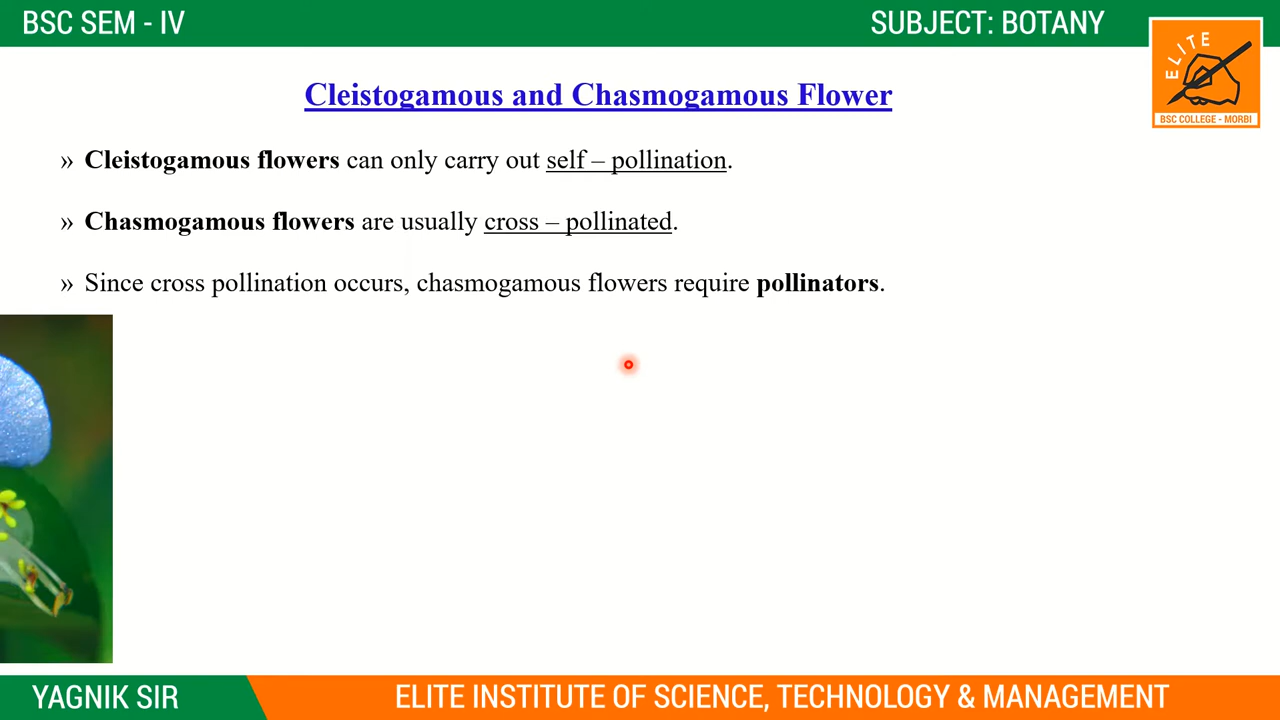 BSC SEM - IV
SUBJECT: BOTANY
ELITE
BSC COLLEGE - MORBI
Cleistogamous and Chasmogamous Flower
» Cleistogamous flowers can only carry out self – pollination.
» Chasmogamous flowers are usually cross – pollinated.
» Since cross pollination occurs, chasmogamous flowers require pollinators.
YAGNIK SIR
ELITE INSTITUTE OF SCIENCE, TECHNOLOGY & MANAGEMENT